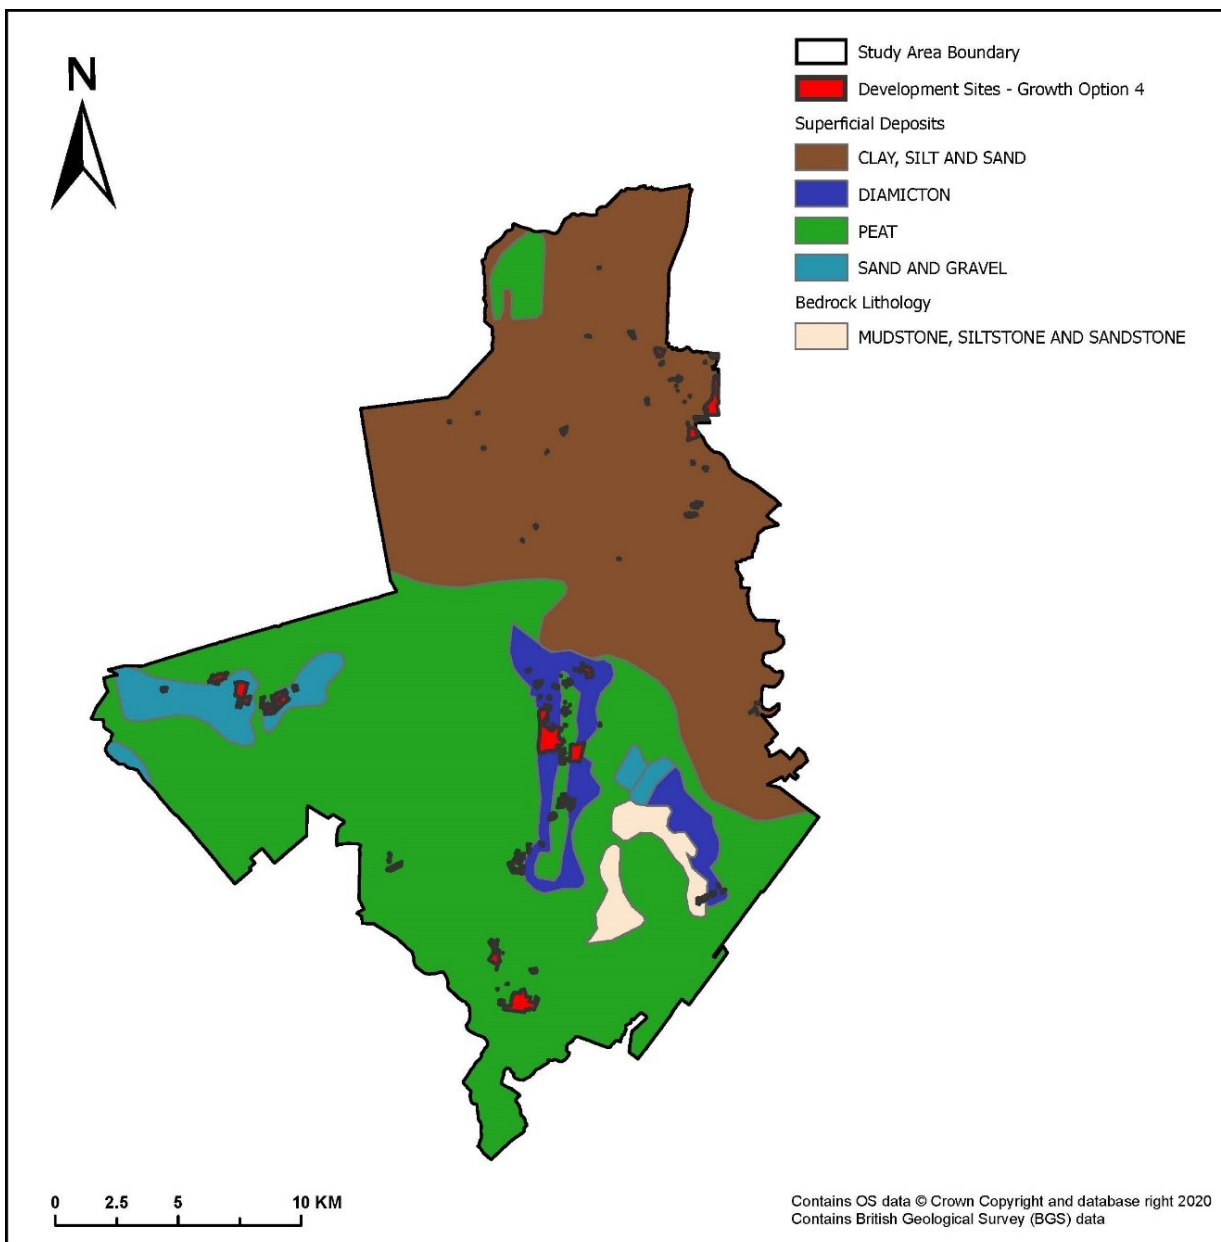 N
Study Area Boundary
Development Sites - Growth Option 4
Superficial Deposits
CLAY, SILT AND SAND
DIAMICTON
PEAT
SAND AND GRAVEL
Bedrock Lithology
MUDSTONE, SILTSTONE AND SANDSTONE
0 2.5 5 10 KM
Contains OS data © Crown Copyright and database right 2020
Contains British Geological Survey (BGS) data